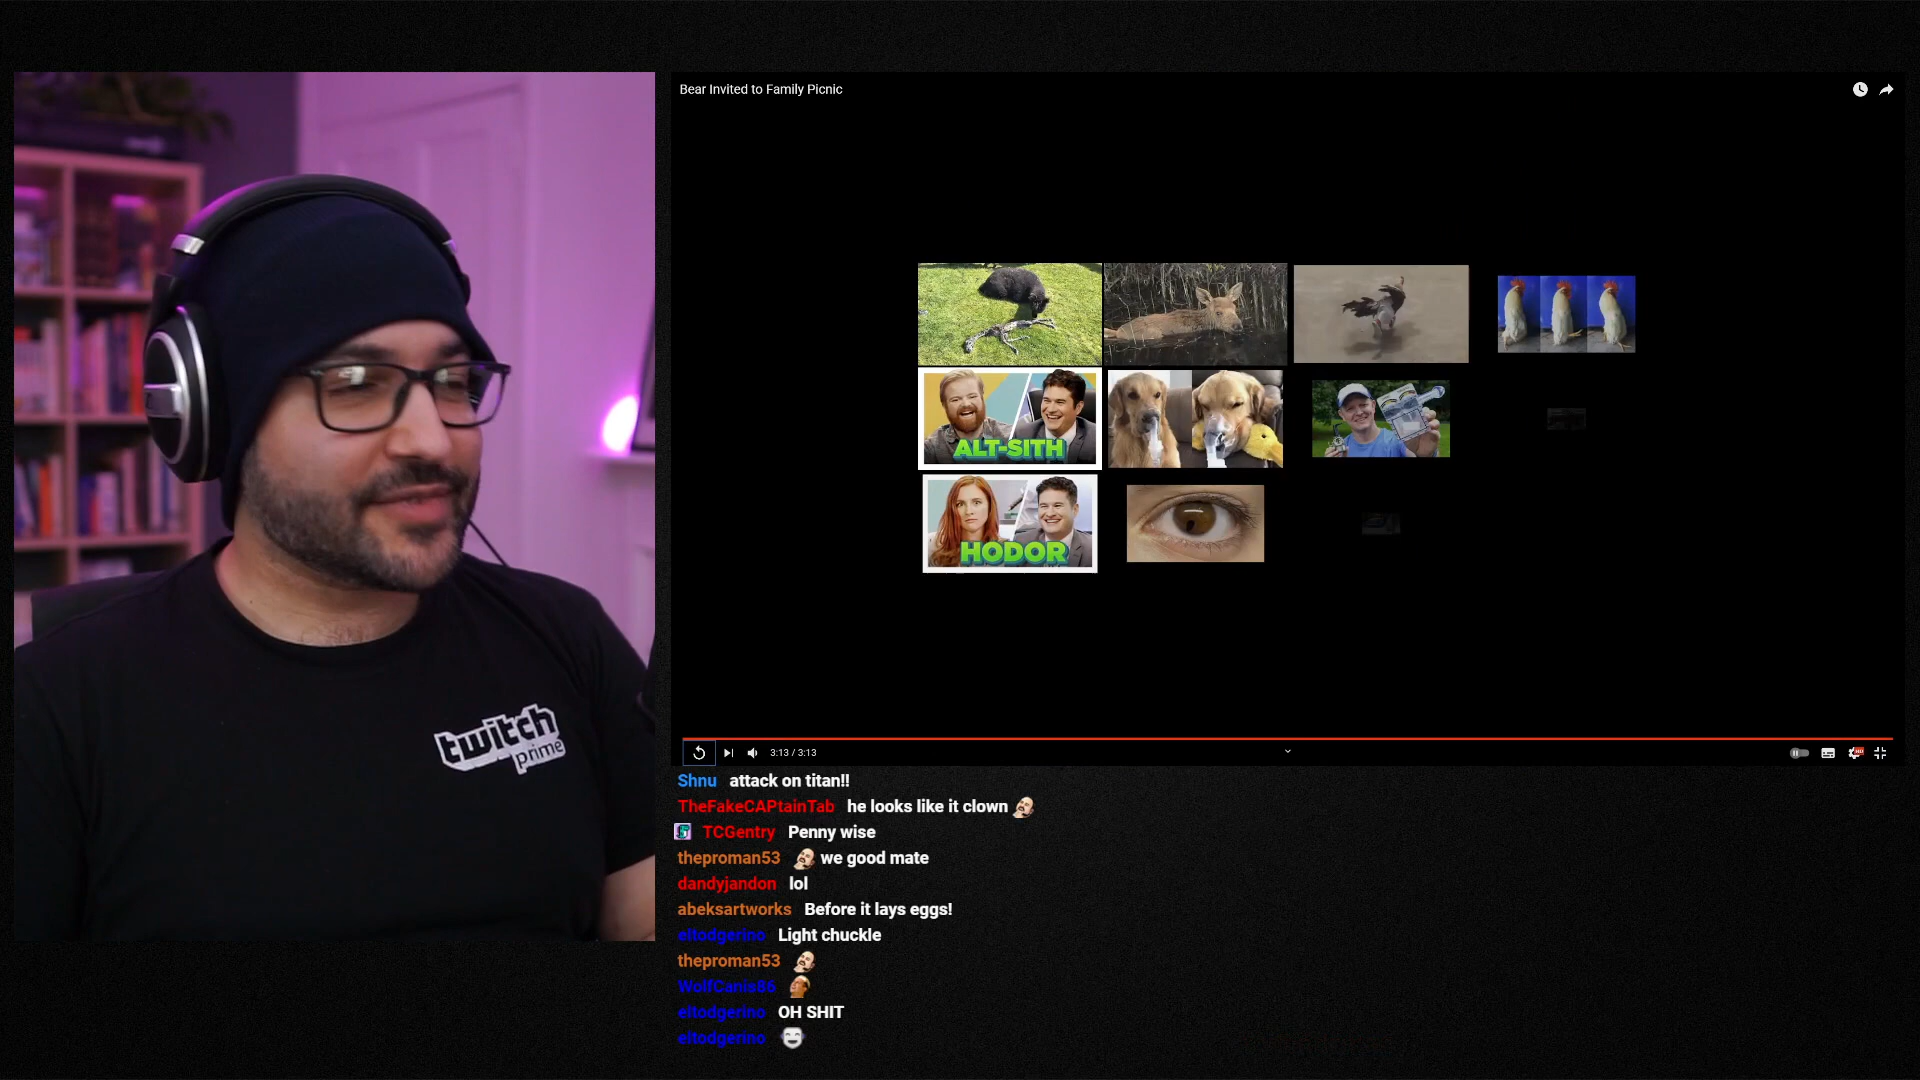 Bear Invited to Family Picnic
ALT-SITH
HODOR
twitch
prime
3:13 / 3:13
HD
Shnu attack on titan!!
TheFakeCAPtainTab he looks like it clown
TCGentry Penny wise
theproman53 we good mate
dandyjandon lol
abeksartworks Before it lays eggs!
eltodgerino Light chuckle
theproman53
WolfCanis86
eltodgerino OH SHIT
eltodgerino